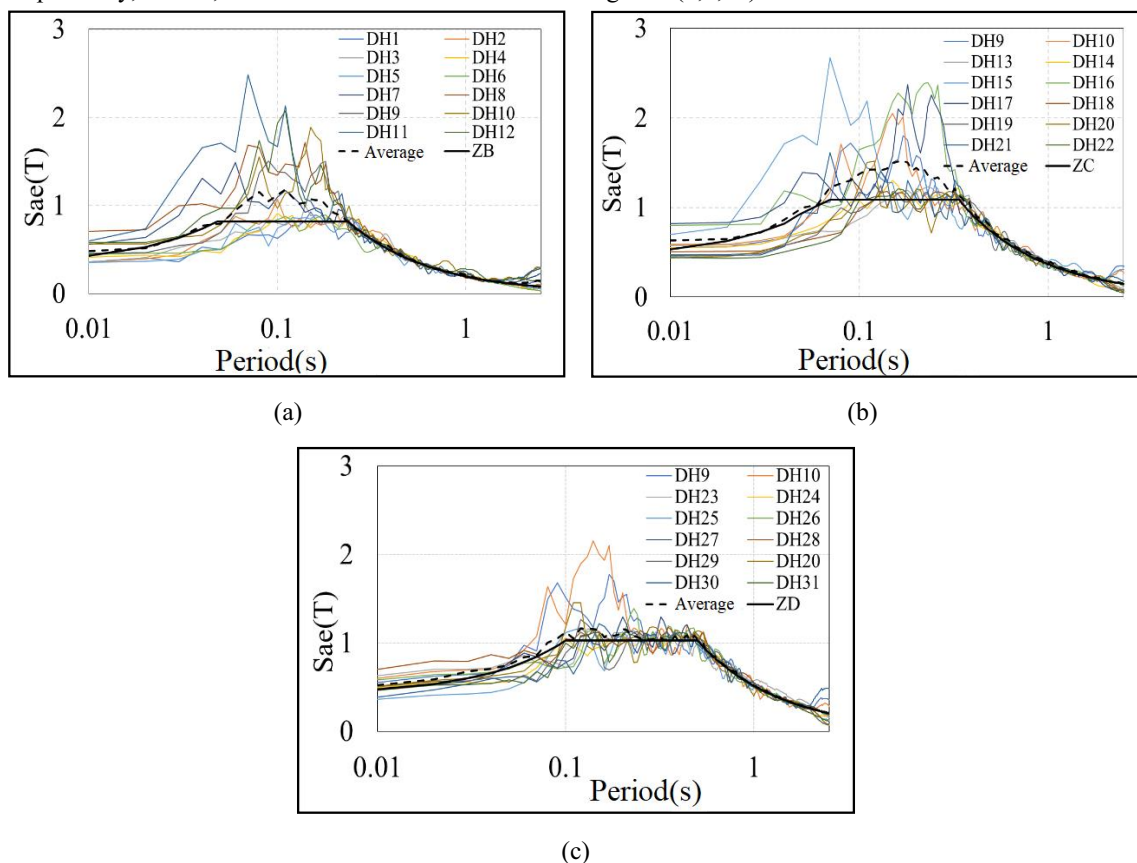 3
2
1
0
Sae(T)
DH1 DH2
DH3 DH4
DH5 DH6
DH7 DH8
DH9 DH10
DH11 DH12
Average ZB
0.01 0.1 1
Period(s)
(a)
3
2
1
0
Sae(T)
DH9 DH10
DH13 DH14
DH15 DH16
DH17 DH18
DH19 DH20
DH21 DH22
Average ZC
0.01 0.1 1
Period(s)
(b)
3
2
1
0
Sae(T)
DH9 DH10
DH23 DH24
DH25 DH26
DH27 DH28
DH29 DH20
DH30 DH31
Average ZD
0.01 0.1 1
Period(s)
(c)